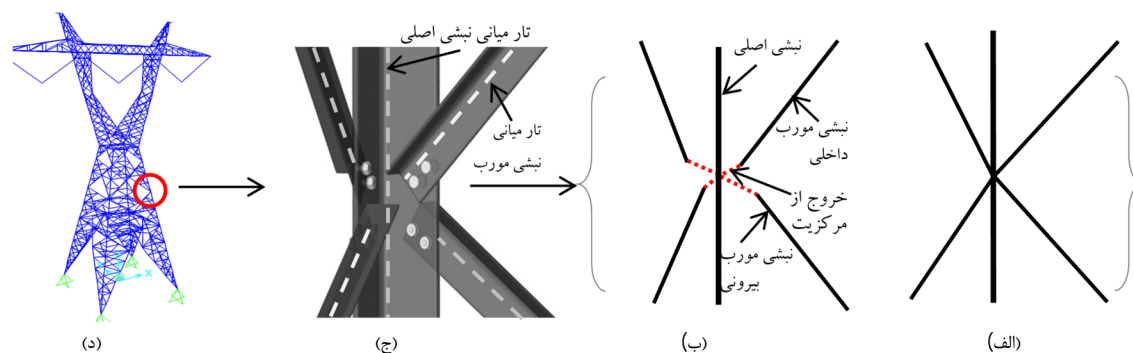 تار میانی نبشی اصلی
تار میانی
نبشی مورب
نبشی اصلی
نبشی مورب
داخلی
خروج از
مرکزیت
نبشی مورب
بیرونی
X
(الف)
(ب)
(ج)
(د)